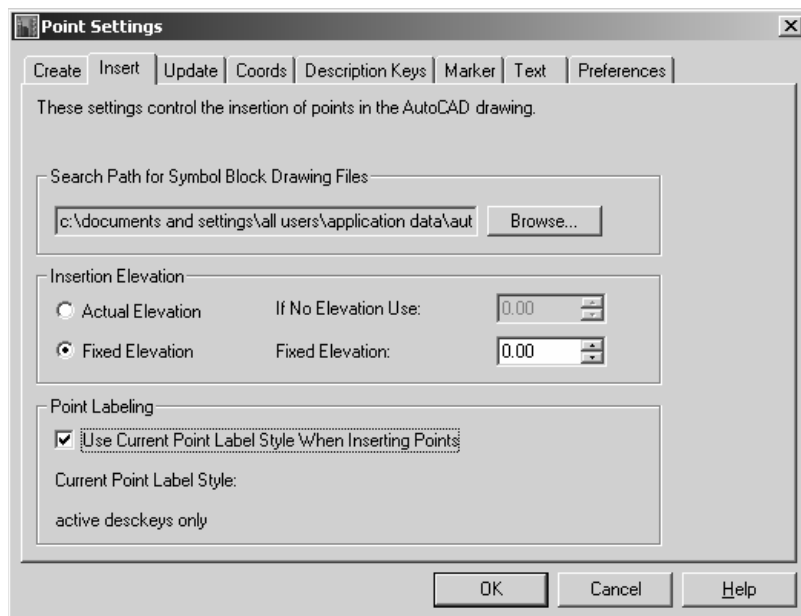 Point Settings
Create Insert Update Coords Description Keys Marker Text Preferences
These settings control the insertion of points in the AutoCAD drawing.
Search Path for Symbol Block Drawing Files
c:\documents and settings\all users\application data\aut Browse...
Insertion Elevation
Actual Elevation If No Elevation Use: 0.00
Fixed Elevation Fixed Elevation: 0.00
Point Labeling
Use Current Point Label Style When Inserting Points
Current Point Label Style:
active desckeys only
OK Cancel Help